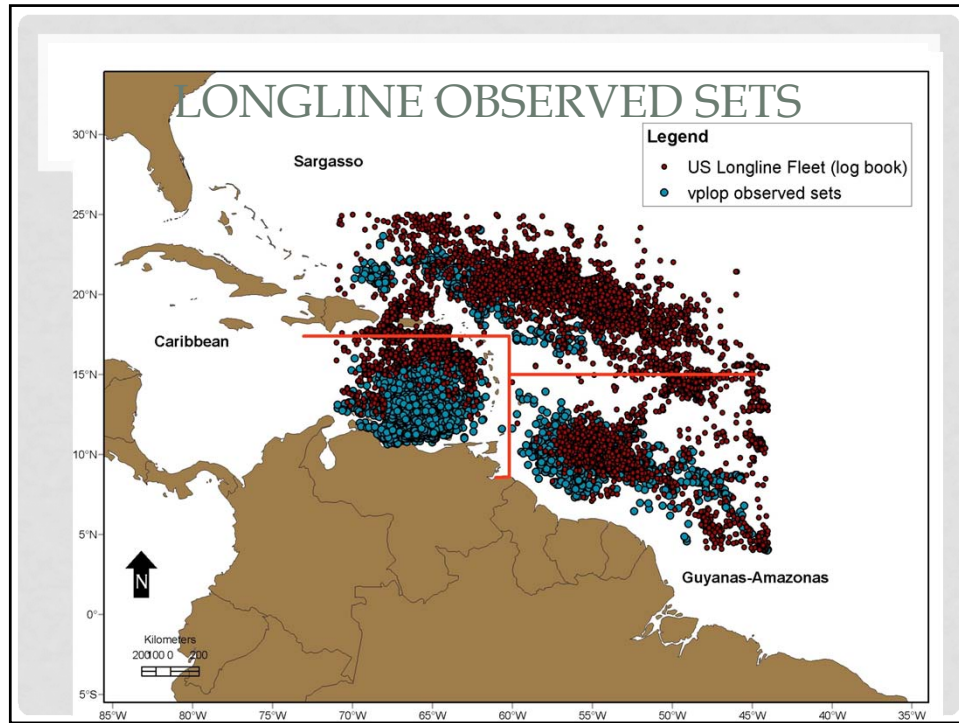 LONGLINE OBSERVED SETS
Legend
US Longline Fleet (log book)
vplop observed sets
Sargasso
Caribbean
Guyanas-Amazonas
N
Kilometers
200100 0 200
30°N
25°N
20°N
15°N
10°N
5°N
0°
5°S
85°W 80°W 75°W 70°W 65°W 60°W 55°W 50°W 45°W 40°W 35°W